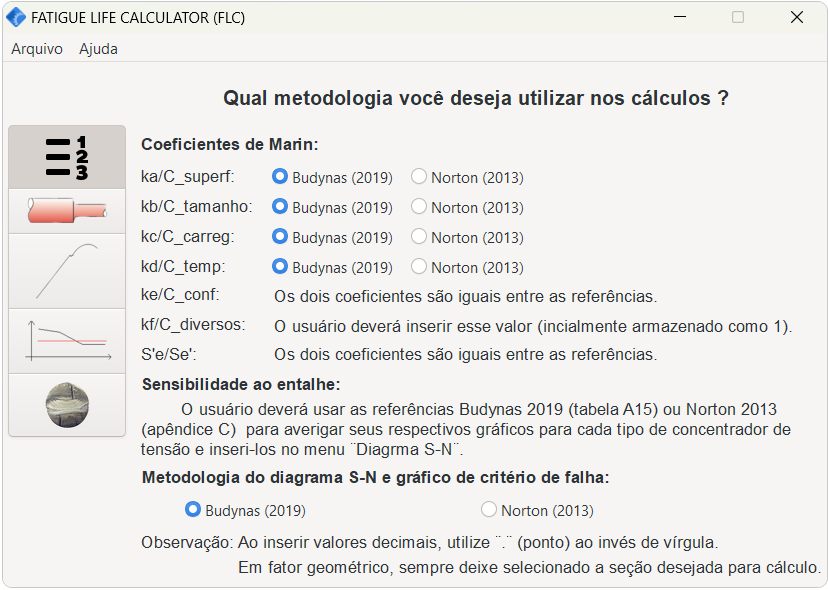 FATIGUE LIFE CALCULATOR (FLC)
Arquivo Ajuda
Qual metodologia você deseja utilizar nos cálculos ?
1
2
3
Coeficientes de Marin:
ka/C_superf: Budynas (2019) Norton (2013)
kb/C_tamanho: Budynas (2019) Norton (2013)
kc/C_carreg: Budynas (2019) Norton (2013)
kd/C_temp: Budynas (2019) Norton (2013)
ke/C_conf: Os dois coeficientes são iguais entre as referências.
kf/C_diversos: O usuário deverá inserir esse valor (incialmente armazenado como 1).
S'e/Se': Os dois coeficientes são iguais entre as referências.
Sensibilidade ao entalhe:
O usuário deverá usar as referências Budynas 2019 (tabela A15) ou Norton 2013
(apêndice C) para averigar seus respectivos gráficos para cada tipo de concentrador de
tensão e inseri-los no menu ¨Diagrma S-N¨.
Metodologia do diagrama S-N e gráfico de critério de falha:
Budynas (2019) Norton (2013)
Observação: Ao inserir valores decimais, utilize ¨.¨ (ponto) ao invés de vírgula.
Em fator geométrico, sempre deixe selecionado a seção desejada para cálculo.